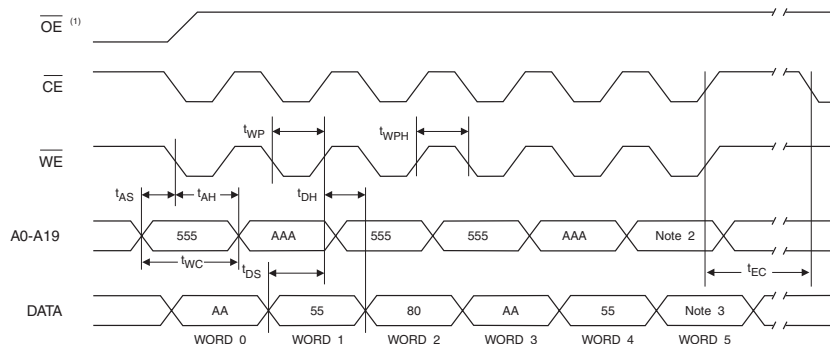 OE (1)
CE
tWP
tWPH
WE
tAS
tAH
tDH
A0-A19
555
AAA
555
555
AAA
Note 2
tWC
tDS
tEC
DATA
AA
55
80
AA
55
Note 3
WORD 0
WORD 1
WORD 2
WORD 3
WORD 4
WORD 5